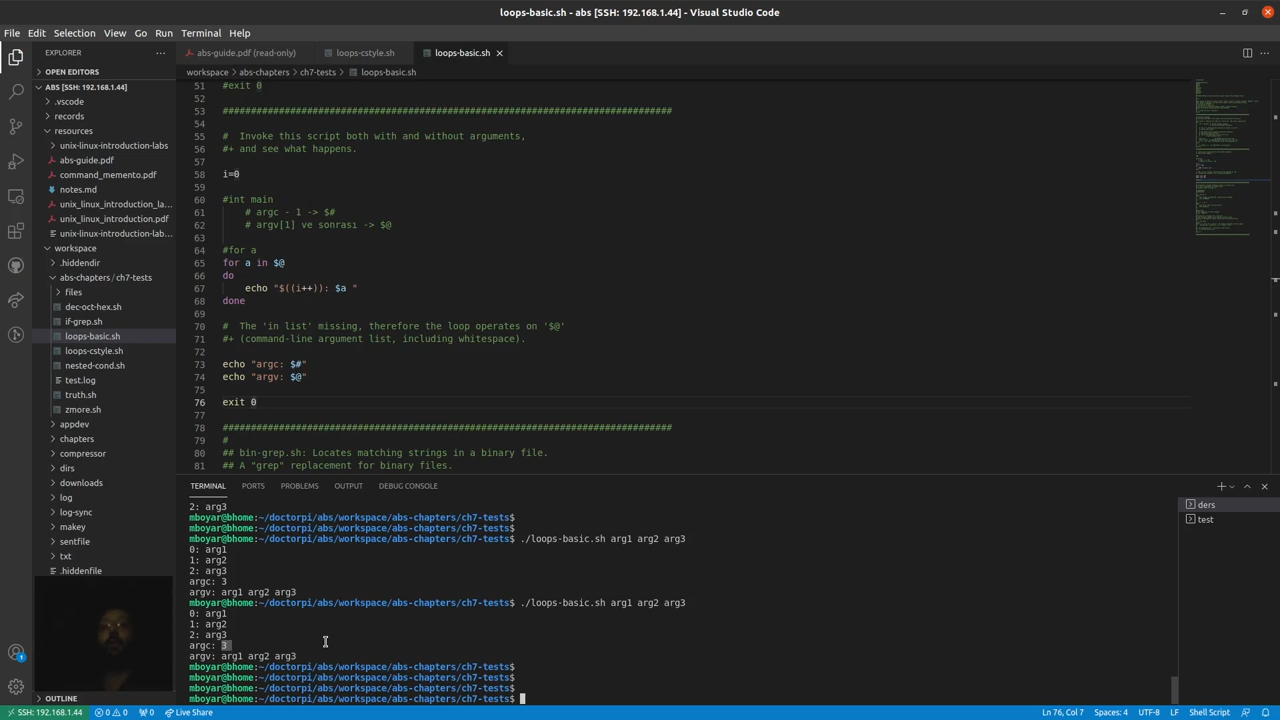 loops-basic.sh - abs [SSH: 192.168.1.44] - Visual Studio Code
File Edit Selection View Go Run Terminal Help
EXPLORER
OPEN EDITORS
ABS [SSH: 192.168.1.44]
.vscode
records
resources
unix-linux-introduction-labs
abs-guide.pdf
command_memento.pdf
notes.md
unix_linux_introduction_la...
unix_linux_introduction.pdf
unix-linux-introduction-lab...
workspace
.hiddendir
abs-chapters / ch7-tests
files
dec-oct-hex.sh
if-grep.sh
loops-basic.sh
loops-cstyle.sh
nested-cond.sh
test.log
truth.sh
zmore.sh
appdev
chapters
compressor
dirs
downloads
log
log-sync
makey
sentfile
txt
.hiddenfile
OUTLINE
abs-guide.pdf (read-only) loops-cstyle.sh loops-basic.sh
workspace abs-chapters ch7-tests loops-basic.sh
51 #exit 0
52
53 ################################################################################
54
55 #  Invoke this script both with and without arguments,
56 #+ and see what happens.
57
58 i=0
59
60 #int main
61     # argc - 1 -> $#
62     # argv[1] ve sonrası -> $@
63
64 #for a
65 for a in $@
66 do
67     echo "$((i++)): $a "
68 done
69
70 #  The 'in list' missing, therefore the loop operates on '$@'
71 #+ (command-line argument list, including whitespace).
72
73 echo "argc: $#"
74 echo "argv: $@"
75
76 exit 0
77
78 ################################################################################
79 #
80 ## bin-grep.sh: Locates matching strings in a binary file.
81 ## A "grep" replacement for binary files.
TERMINAL PORTS PROBLEMS OUTPUT DEBUG CONSOLE
2: arg3
mboyar@bhome:~/doctorpi/abs/workspace/abs-chapters/ch7-tests$
mboyar@bhome:~/doctorpi/abs/workspace/abs-chapters/ch7-tests$
mboyar@bhome:~/doctorpi/abs/workspace/abs-chapters/ch7-tests$ ./loops-basic.sh arg1 arg2 arg3
0: arg1
1: arg2
2: arg3
argc: 3
argv: arg1 arg2 arg3
mboyar@bhome:~/doctorpi/abs/workspace/abs-chapters/ch7-tests$ ./loops-basic.sh arg1 arg2 arg3
0: arg1
1: arg2
2: arg3
argc: 3
argv: arg1 arg2 arg3
mboyar@bhome:~/doctorpi/abs/workspace/abs-chapters/ch7-tests$
mboyar@bhome:~/doctorpi/abs/workspace/abs-chapters/ch7-tests$
mboyar@bhome:~/doctorpi/abs/workspace/abs-chapters/ch7-tests$
mboyar@bhome:~/doctorpi/abs/workspace/abs-chapters/ch7-tests$
ders
test
1
SSH: 192.168.1.44 0 0 0 Live Share Ln 76, Col 7 Spaces: 4 UTF-8 LF Shell Script